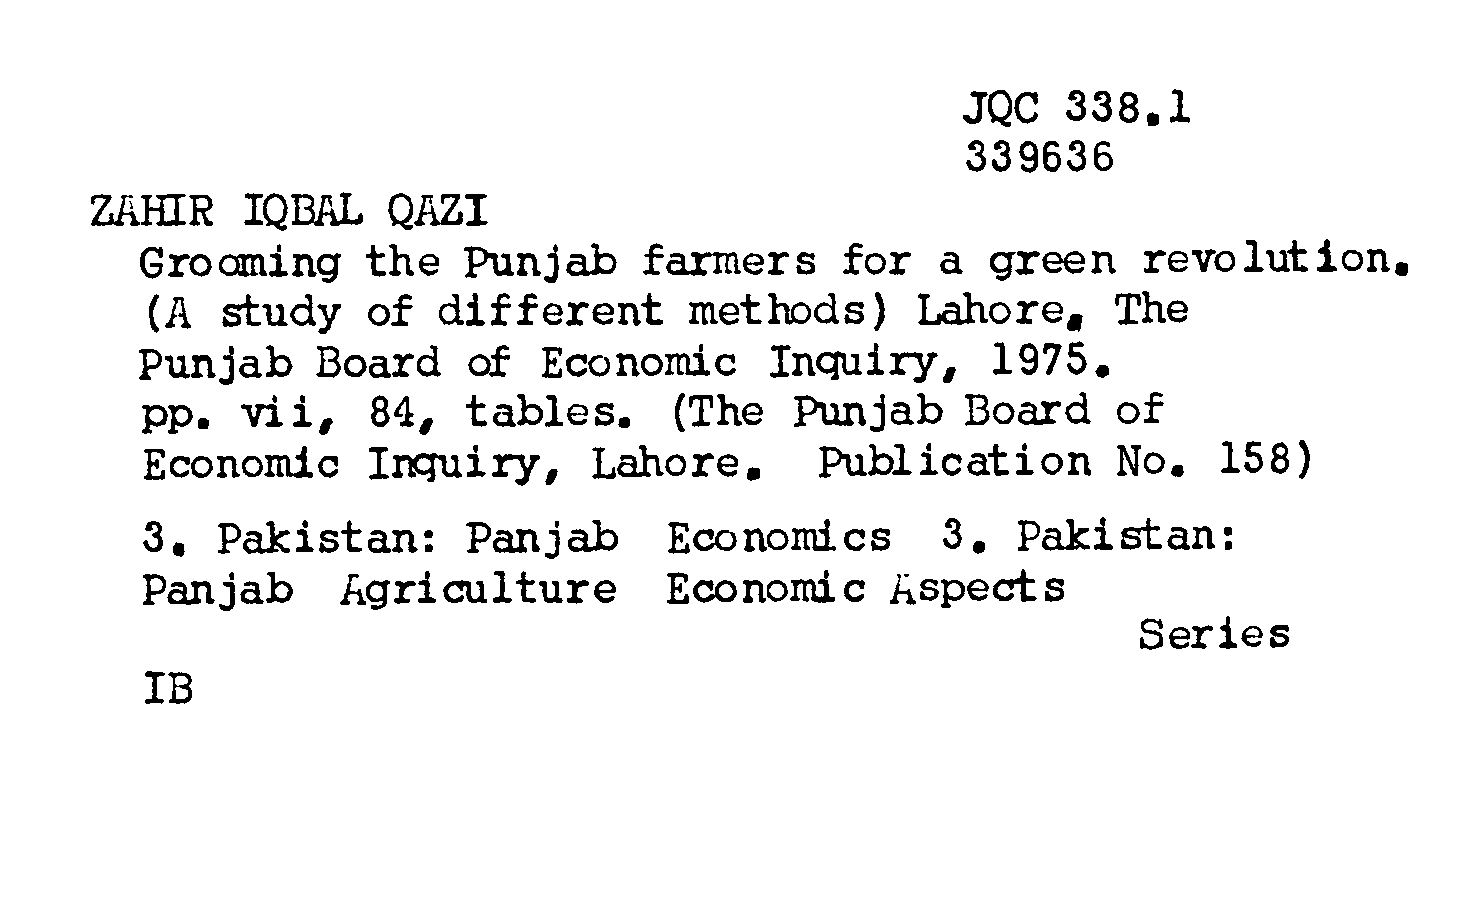 JQC 338.1
339636
ZAHIR IQBAL QAZI
Grooming the Punjab farmers for a green revolution.
(A study of different methods) Lahore, The
Punjab Board of Economic Inquiry, 1975.
pp. vii, 84, tables. (The Punjab Board of
Economic Inquiry, Lahore. Publication No. 158)
3. Pakistan: Panjab Economics 3. Pakistan:
Panjab Agriculture Economic Aspects
Series
IB